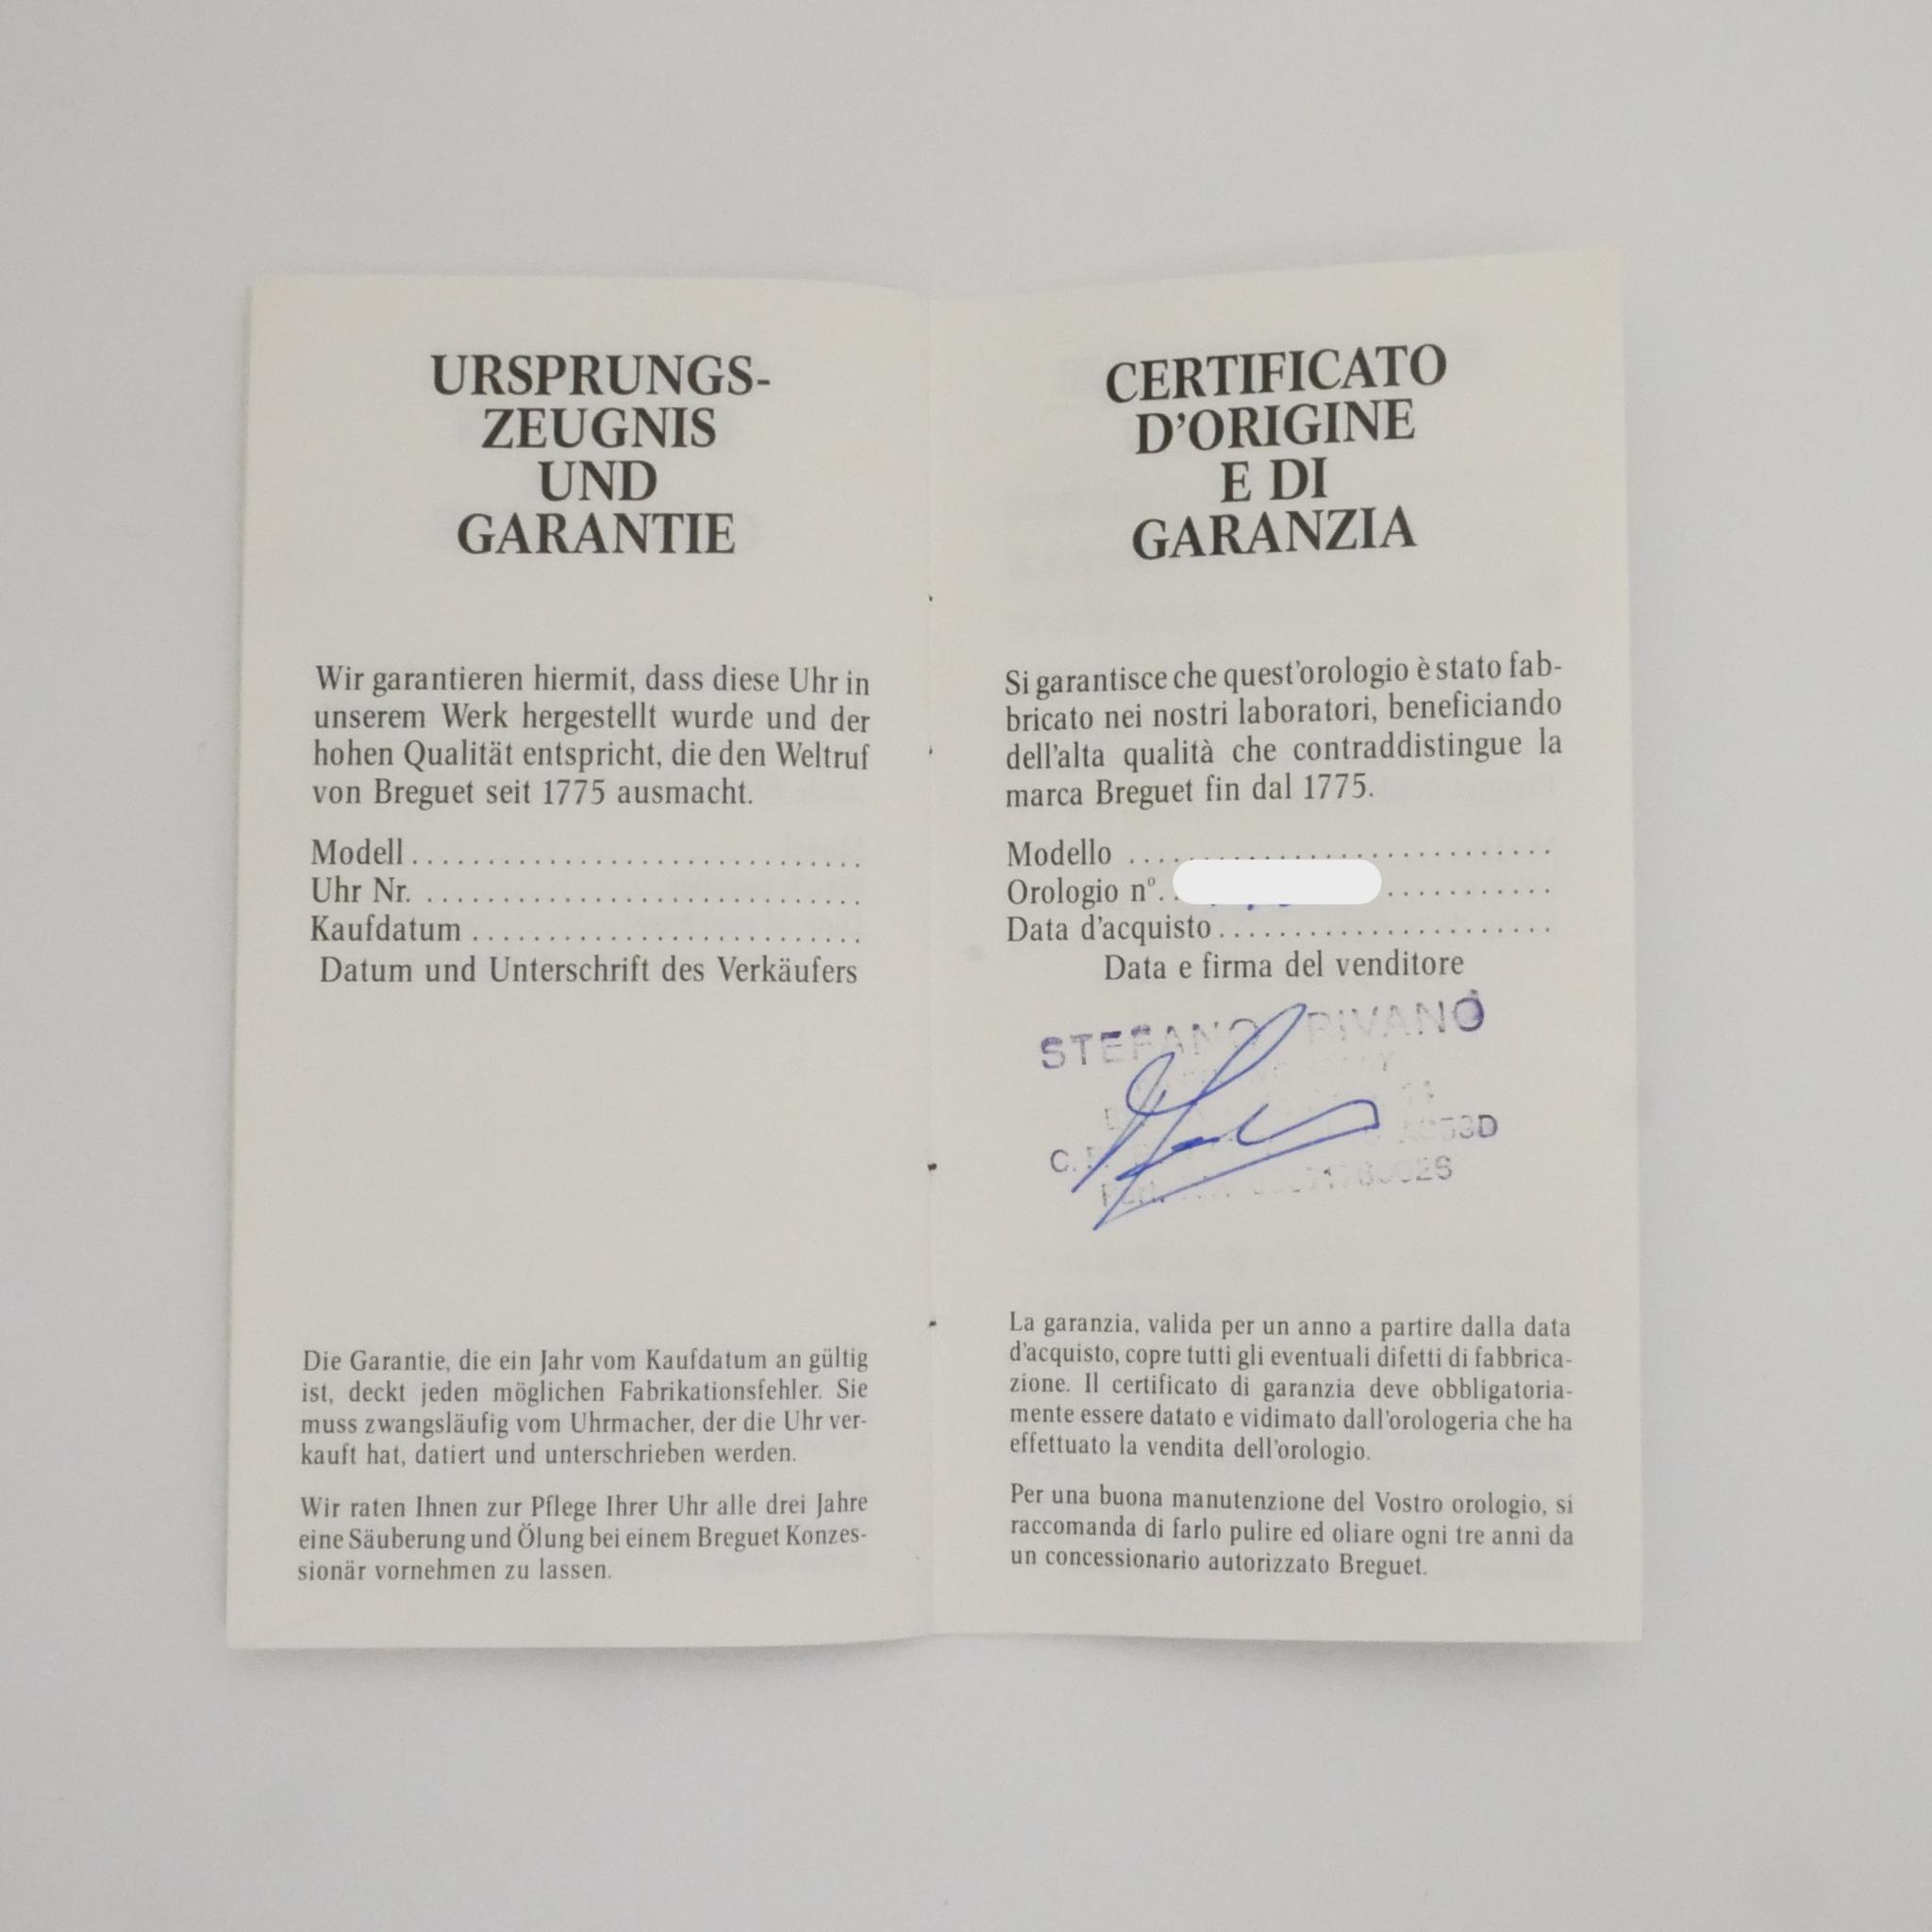 URSPRUNGS-
ZEUGNIS
UND
GARANTIE
Wir garantieren hiermit, dass diese Uhr in
unserem Werk hergestellt wurde und der
hohen Qualität entspricht, die den Weltruf
von Breguet seit 1775 ausmacht.
Modell..............................
Uhr Nr. .............................
Kaufdatum ..........................
Datum und Unterschrift des Verkäufers
Die Garantie, die ein Jahr vom Kaufdatum an gültig
ist, deckt jeden möglichen Fabrikationsfehler. Sie
muss zwangsläufig vom Uhrmacher, der die Uhr ver-
kauft hat, datiert und unterschrieben werden.
Wir raten Ihnen zur Pflege Ihrer Uhr alle drei Jahre
eine Säuberung und Ölung bei einem Breguet Konzes-
sionär vornehmen zu lassen.
CERTIFICATO
D'ORIGINE
E DI
GARANZIA
Si garantisce che quest'orologio è stato fab-
bricato nei nostri laboratori, beneficiando
dell'alta qualità che contraddistingue la
marca Breguet fin dal 1775.
Modello ............................
Orologio nº. ...........
Data d'acquisto......................
Data e firma del venditore
STEFANO
La garanzia, valida per un anno a partire dalla data
d'acquisto, copre tutti gli eventuali difetti di fabbrica-
zione. Il certificato di garanzia deve obbligatoria-
mente essere datato e vidimato dall'orologeria che ha
effettuato la vendita dell'orologio.
Per una buona manutenzione del Vostro orologio, si
raccomanda di farlo pulire ed oliare ogni tre anni da
un concessionario autorizzato Breguet.